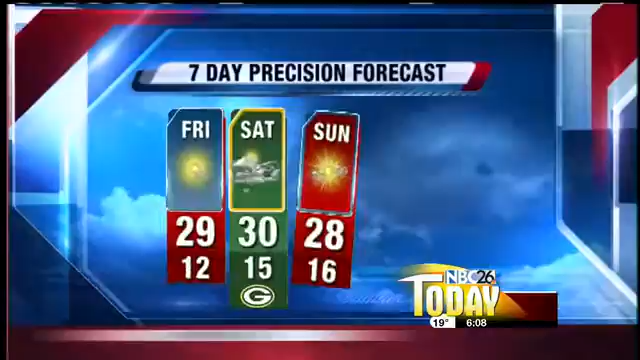 7 DAY PRECISION FORECAST
FRI SAT SUN
29 30 28
12 15 16
G
NBC26
TODAY
19° 6:08